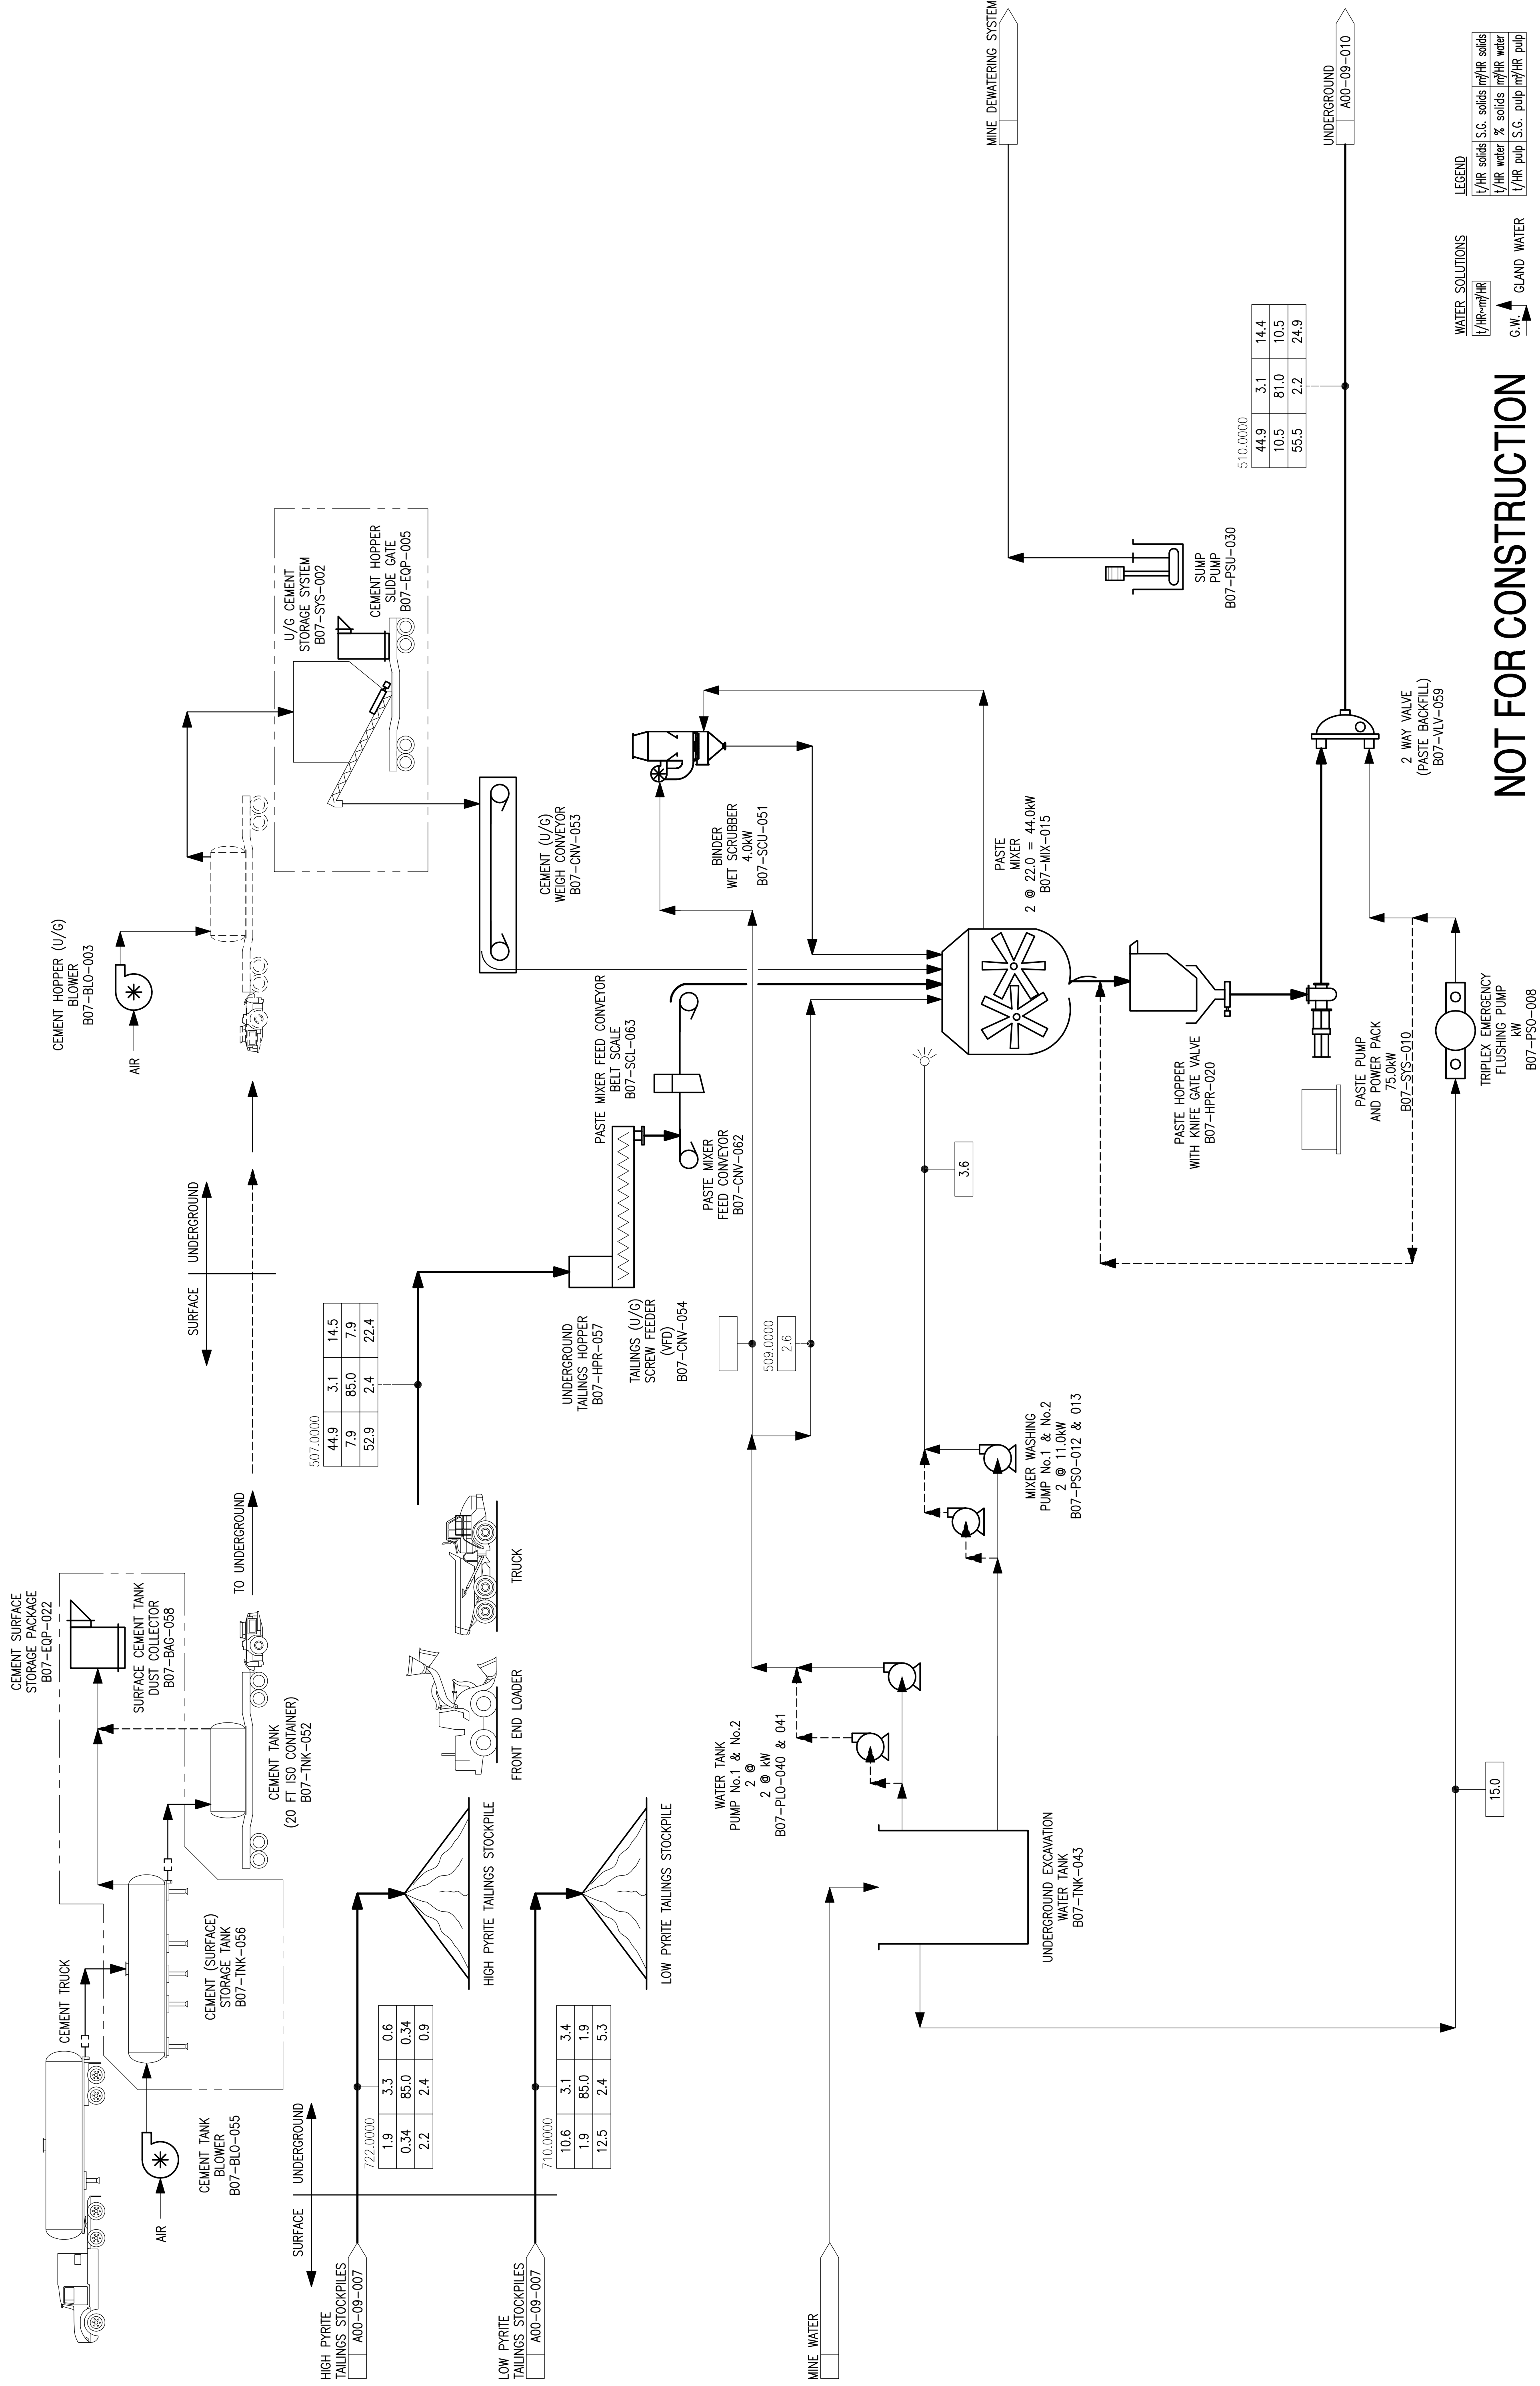 CEMENT TRUCK
CEMENT SURFACE
STORAGE PACKAGE
B07-EQP-022
SURFACE CEMENT TANK
DUST COLLECTOR
B07-BAG-058
AIR
CEMENT TANK
BLOWER
B07-BLO-055
CEMENT (SURFACE)
STORAGE TANK
B07-TNK-056
CEMENT TANK
(20 FT ISO CONTAINER)
B07-TNK-052
TO UNDERGROUND
SURFACE
UNDERGROUND
CEMENT HOPPER (U/G)
BLOWER
B07-BLO-003
AIR
U/G CEMENT
STORAGE SYSTEM
B07-SYS-002
CEMENT HOPPER
SLIDE GATE
B07-EQP-005
CEMENT (U/G)
WEIGH CONVEYOR
B07-CNV-053
SURFACE
UNDERGROUND
HIGH PYRITE
TAILINGS STOCKPILES
A00-09-007
722.0000
1.9 3.3 0.6
0.34 85.0 0.34
2.2 2.4 0.9
HIGH PYRITE TAILINGS STOCKPILE
LOW PYRITE
TAILINGS STOCKPILES
A00-09-007
710.0000
10.6 3.1 3.4
1.9 85.0 1.9
12.5 2.4 5.3
LOW PYRITE TAILINGS STOCKPILE
FRONT END LOADER
TRUCK
507.0000
44.9 3.1 14.5
7.9 85.0 7.9
52.9 2.4 22.4
UNDERGROUND
TAILINGS HOPPER
B07-HPR-057
TAILINGS (U/G)
SCREW FEEDER
(VFD)
B07-CNV-054
PASTE MIXER FEED CONVEYOR
BELT SCALE
B07-SCL-063
PASTE MIXER
FEED CONVEYOR
B07-CNV-062
BINDER
WET SCRUBBER
4.0kW
B07-SCU-051
MINE WATER
UNDERGROUND EXCAVATION
WATER TANK
B07-TNK-043
WATER TANK
PUMP No.1 & No.2
2 @
2 @ kW
B07-PLO-040 & 041
509.0000
2.6
3.6
MIXER WASHING
PUMP No.1 & No.2
2 @ 11.0kW
B07-PSO-012 & 013
PASTE
MIXER
2 @ 22.0 = 44.0kW
B07-MIX-015
PASTE HOPPER
WITH KNIFE GATE VALVE
B07-HPR-020
PASTE PUMP
AND POWER PACK
75.0kW
B07-SYS-010
15.0
TRIPLEX EMERGENCY
FLUSHING PUMP
kW
B07-PSO-008
2 WAY VALVE
(PASTE BACKFILL)
B07-VLV-059
SUMP
PUMP
B07-PSU-030
MINE DEWATERING SYSTEM
510.0000
44.9 3.1 14.4
10.5 81.0 10.5
55.5 2.2 24.9
UNDERGROUND
A00-09-010
NOT FOR CONSTRUCTION
WATER SOLUTIONS
t/HR~m³/HR
G.W. GLAND WATER
LEGEND
t/HR solids S.G. solids m³/HR solids
t/HR water % solids m³/HR water
t/HR pulp S.G. pulp m³/HR pulp